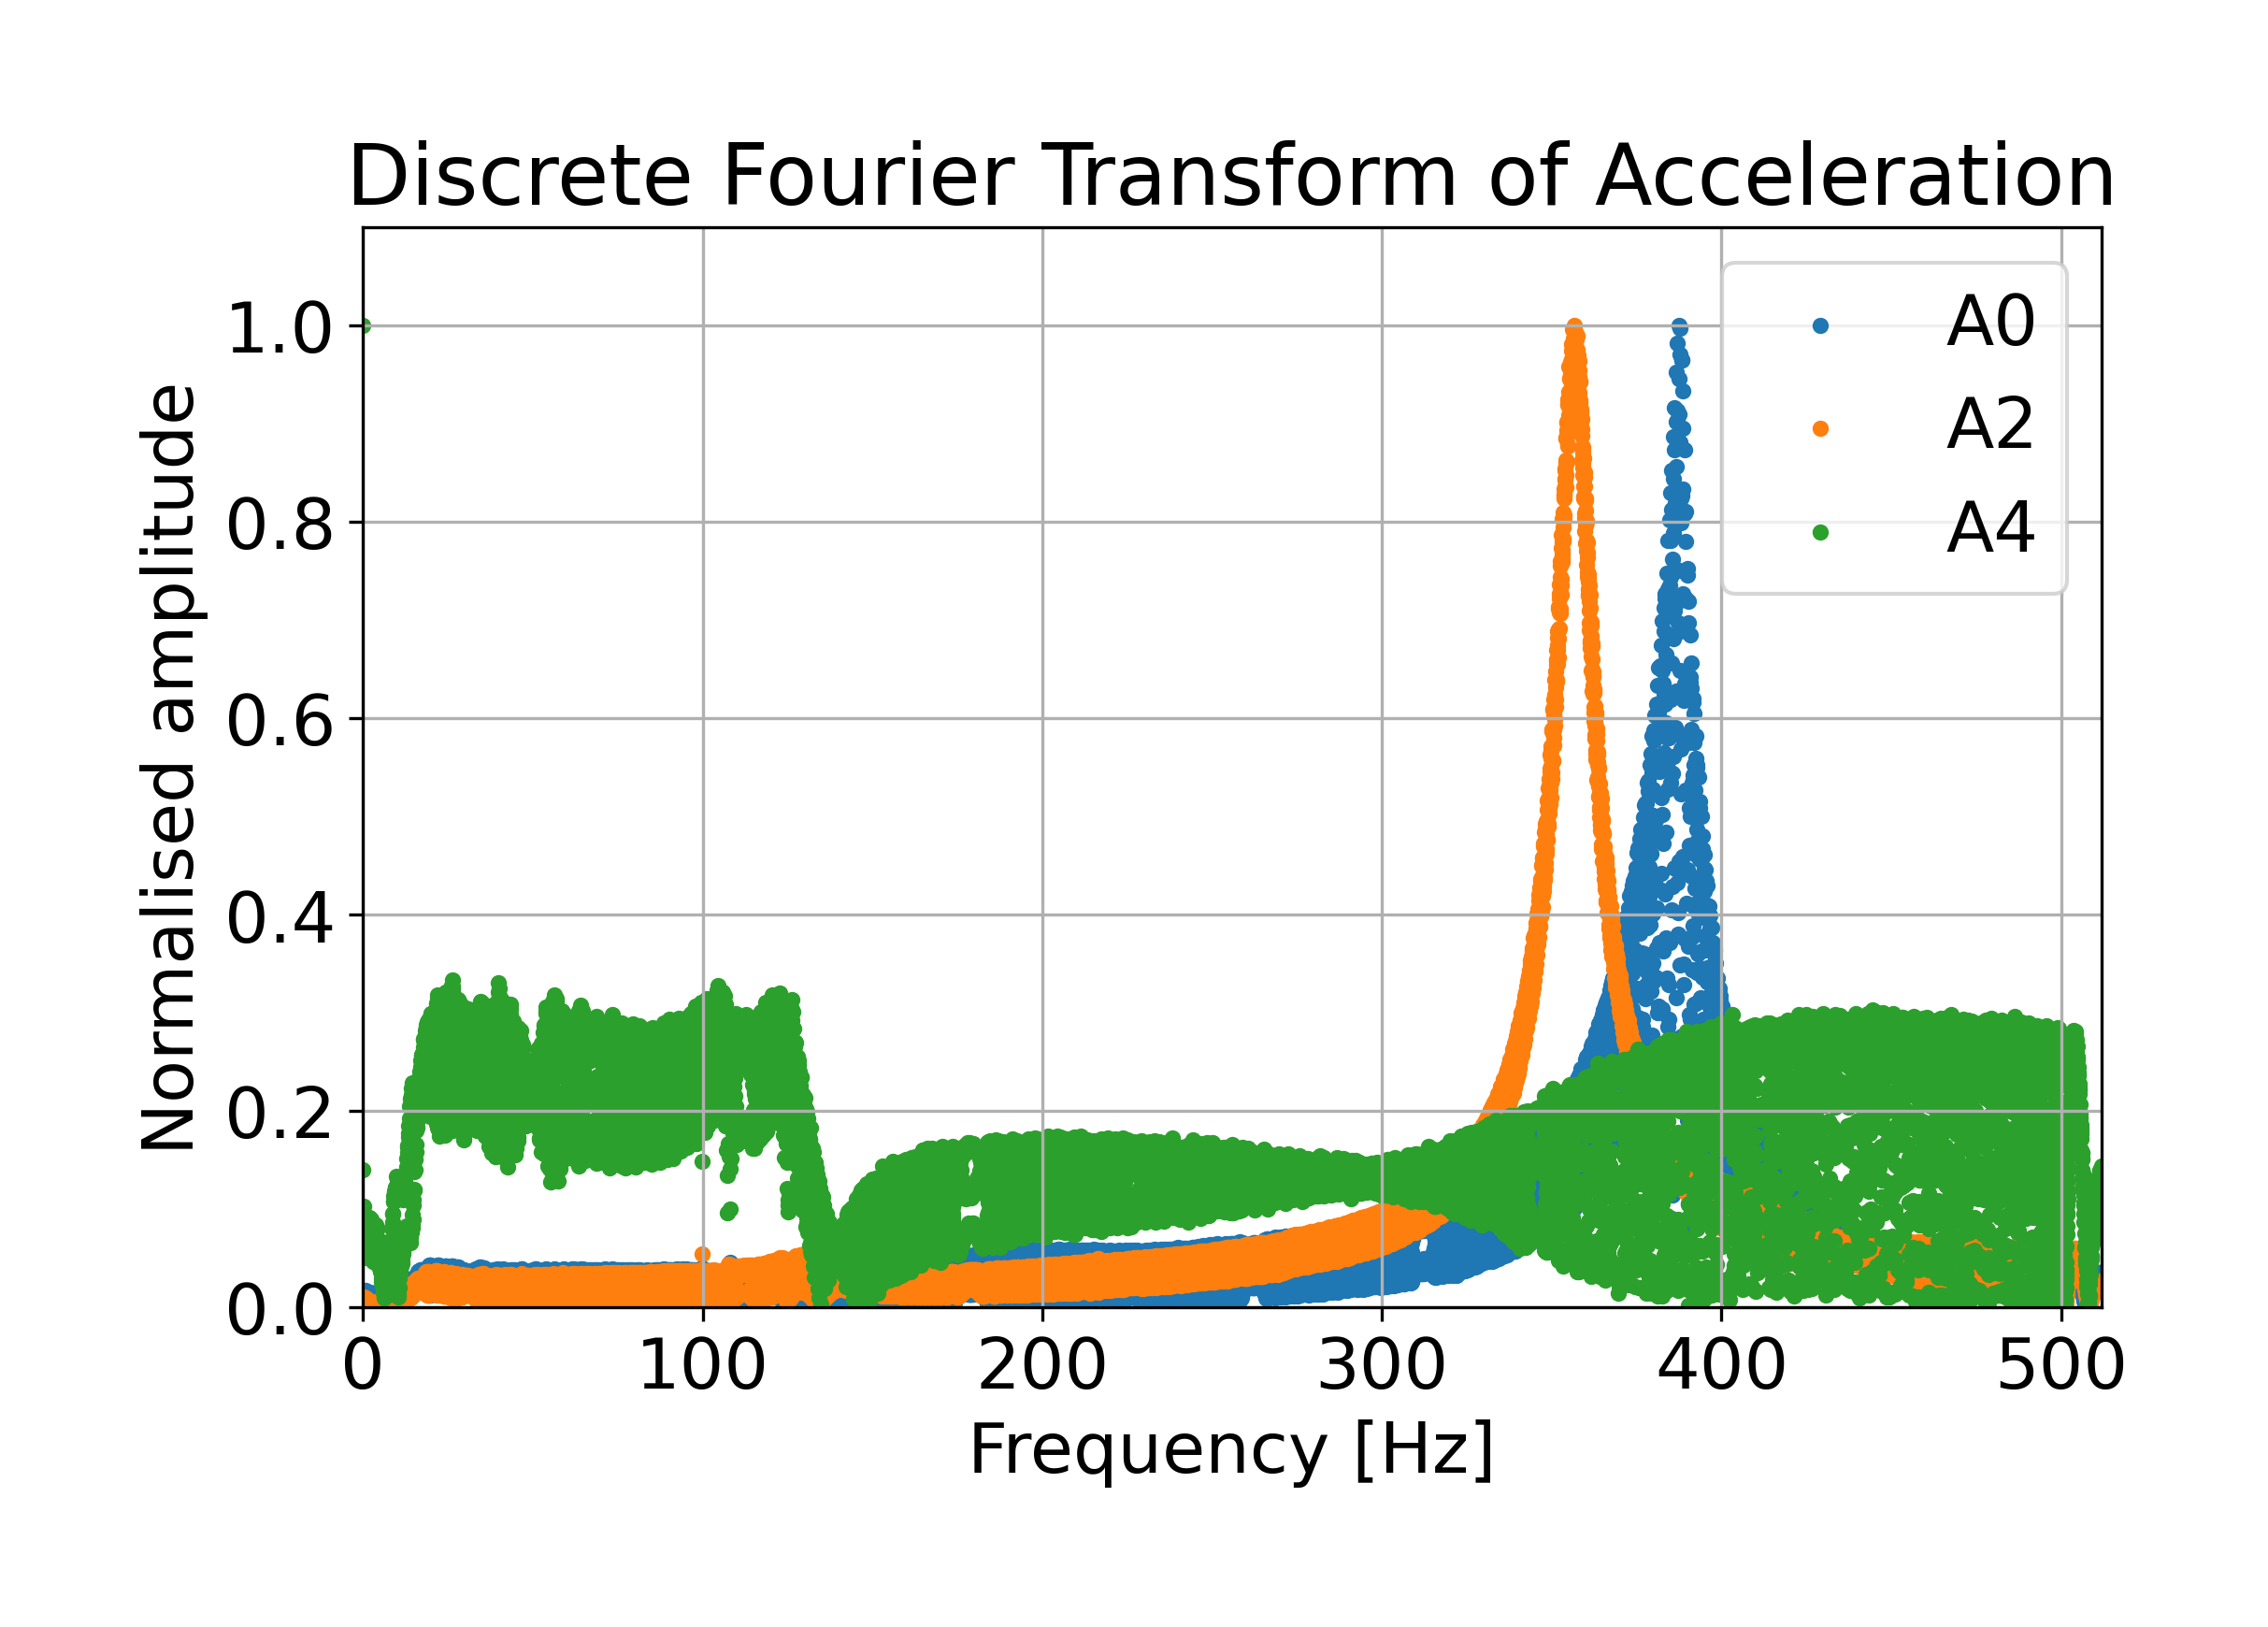 Discrete Fourier Transform of Acceleration
Normalised amplitude
1.0
0.8
0.6
0.4
0.2
0.0
0 100 200 300 400 500
Frequency [Hz]
A0
A2
A4